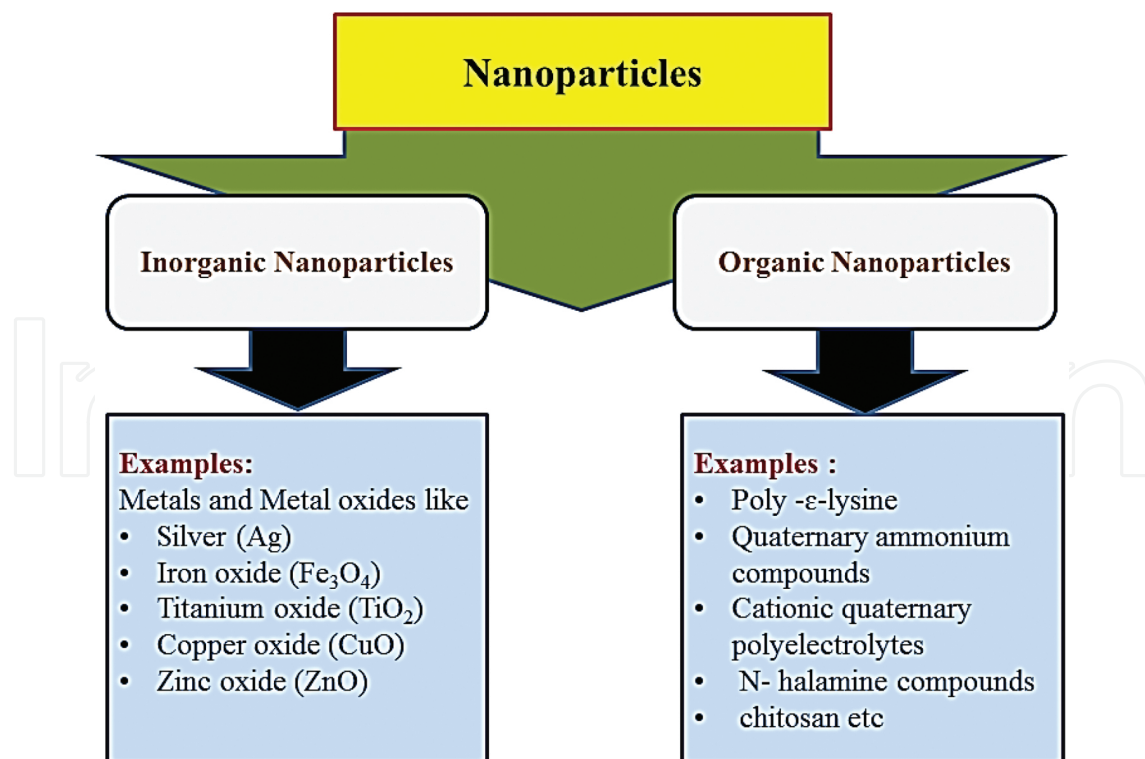 Nanoparticles
Inorganic Nanoparticles
Organic Nanoparticles
Examples:
Metals and Metal oxides like
• Silver (Ag)
• Iron oxide (Fe₃O₄)
• Titanium oxide (TiO₂)
• Copper oxide (CuO)
• Zinc oxide (ZnO)
Examples :
• Poly -ε-lysine
• Quaternary ammonium
compounds
• Cationic quaternary
polyelectrolytes
• N- halamine compounds
• chitosan etc